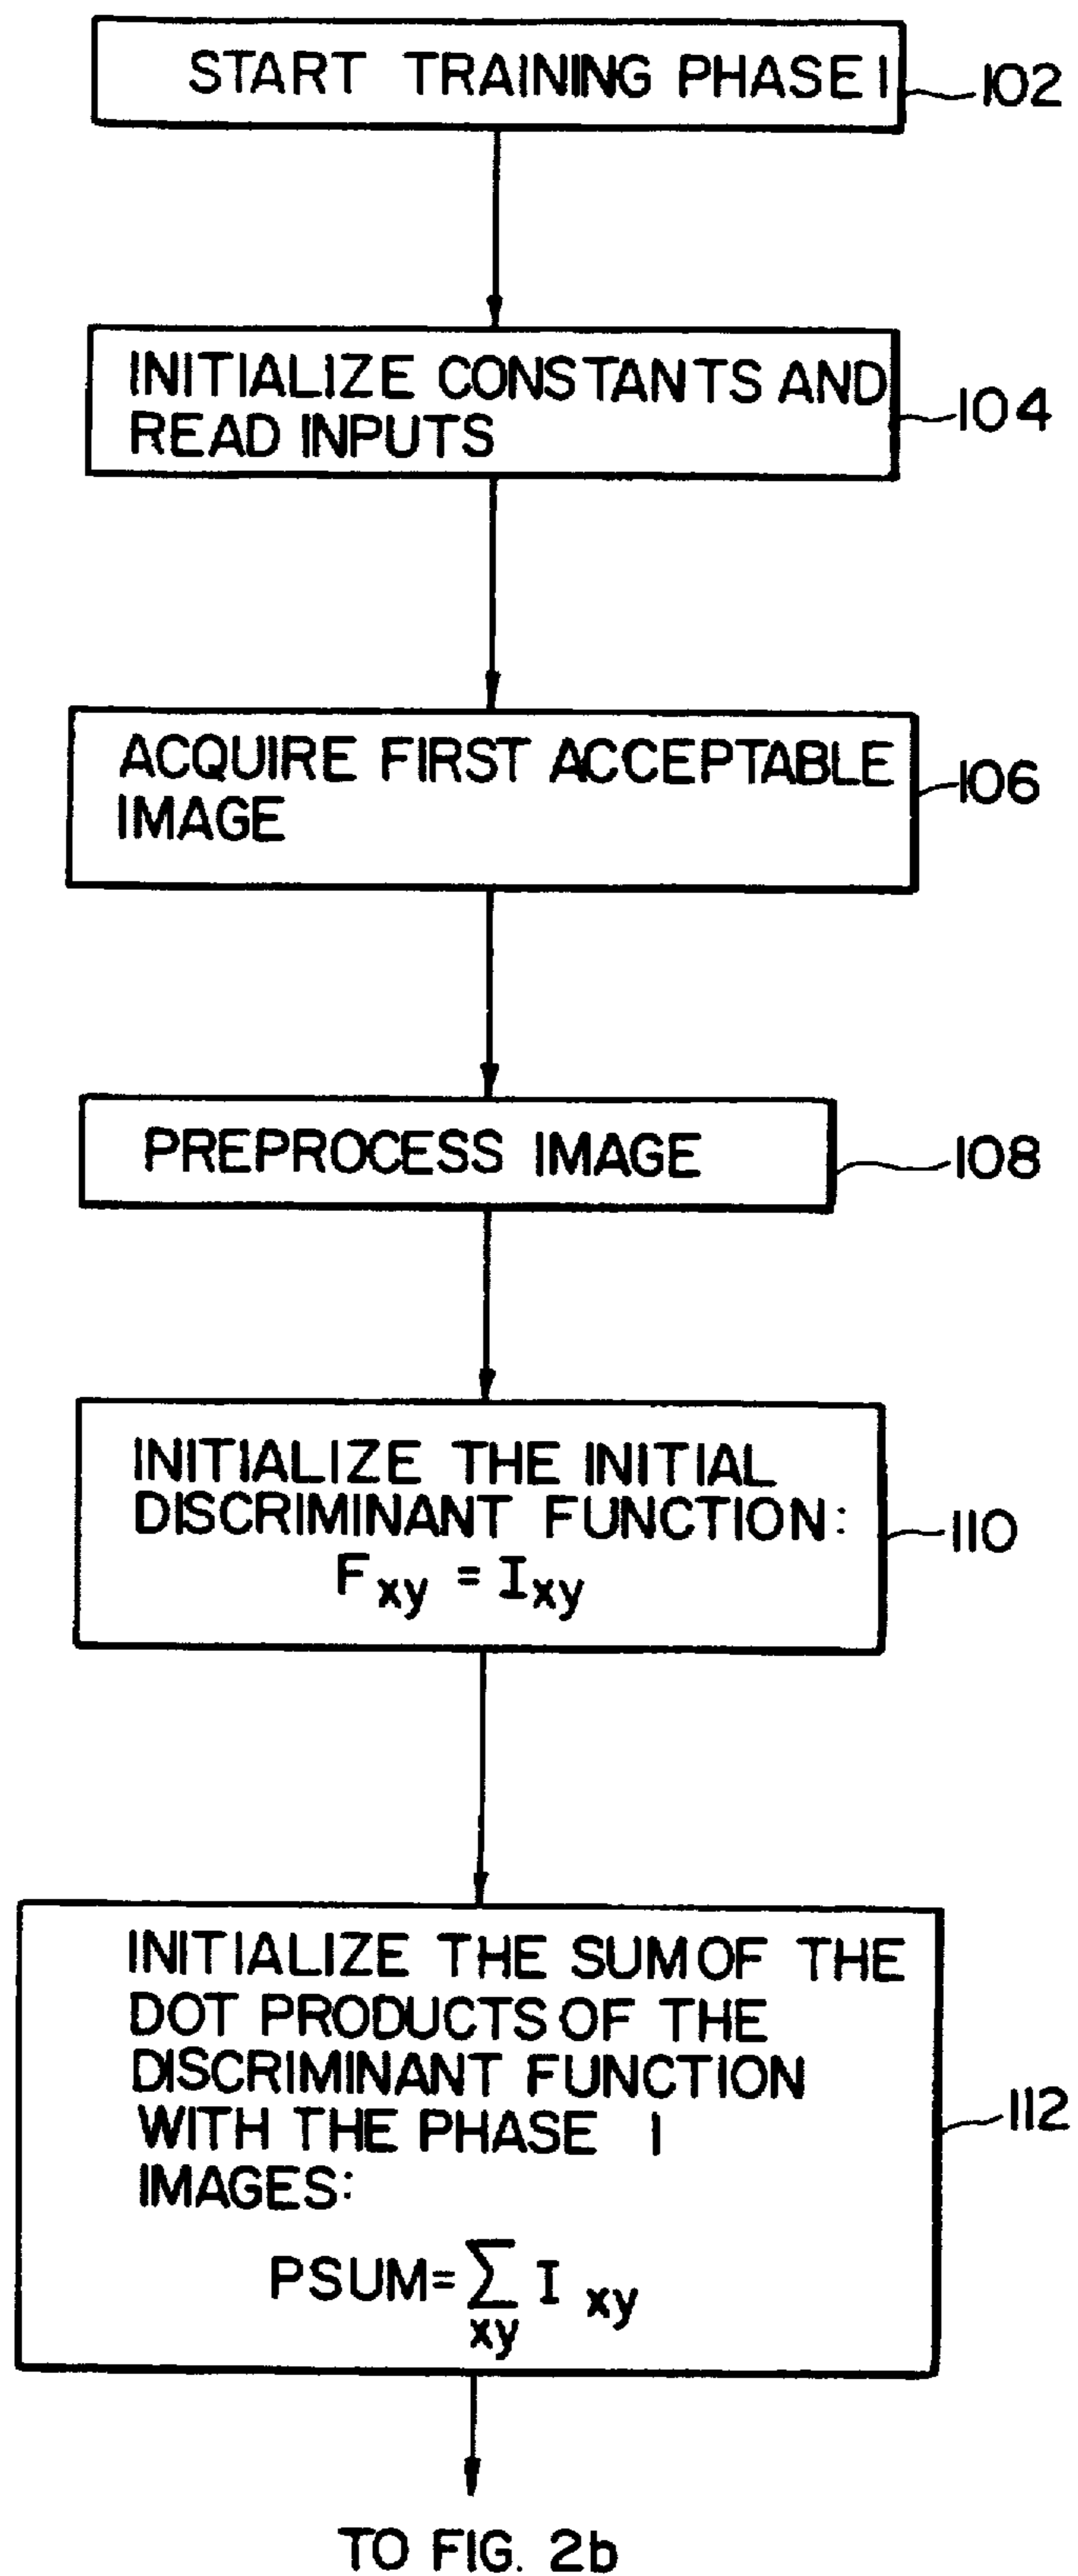 START TRAINING PHASE 1
102
INITIALIZE CONSTANTS AND
READ INPUTS
104
ACQUIRE FIRST ACCEPTABLE
IMAGE
106
PREPROCESS IMAGE
108
INITIALIZE THE INITIAL
DISCRIMINANT FUNCTION:
Fxy = Ixy
110
INITIALIZE THE SUM OF THE
DOT PRODUCTS OF THE
DISCRIMINANT FUNCTION
WITH THE PHASE 1
IMAGES:
PSUM=∑ I xy
xy
112
TO FIG. 2b